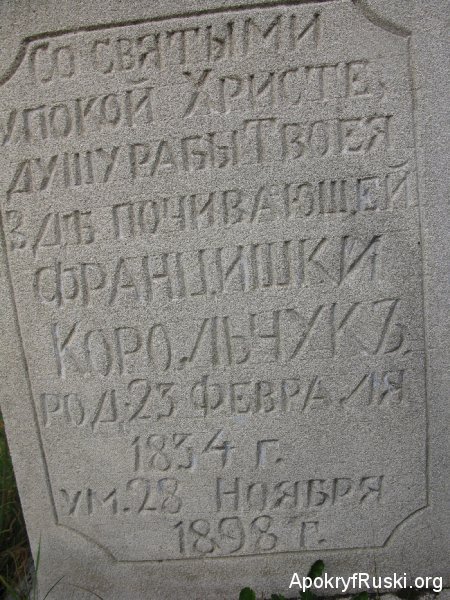 Со святыми
упокой Христе,
душу рабы Твоея
здѣ почивающей
Францишки
Корольчукъ.
род. 23 Февраля
1834 г.
ум. 28 Ноября
1898 г.
ApokryfRuski.org